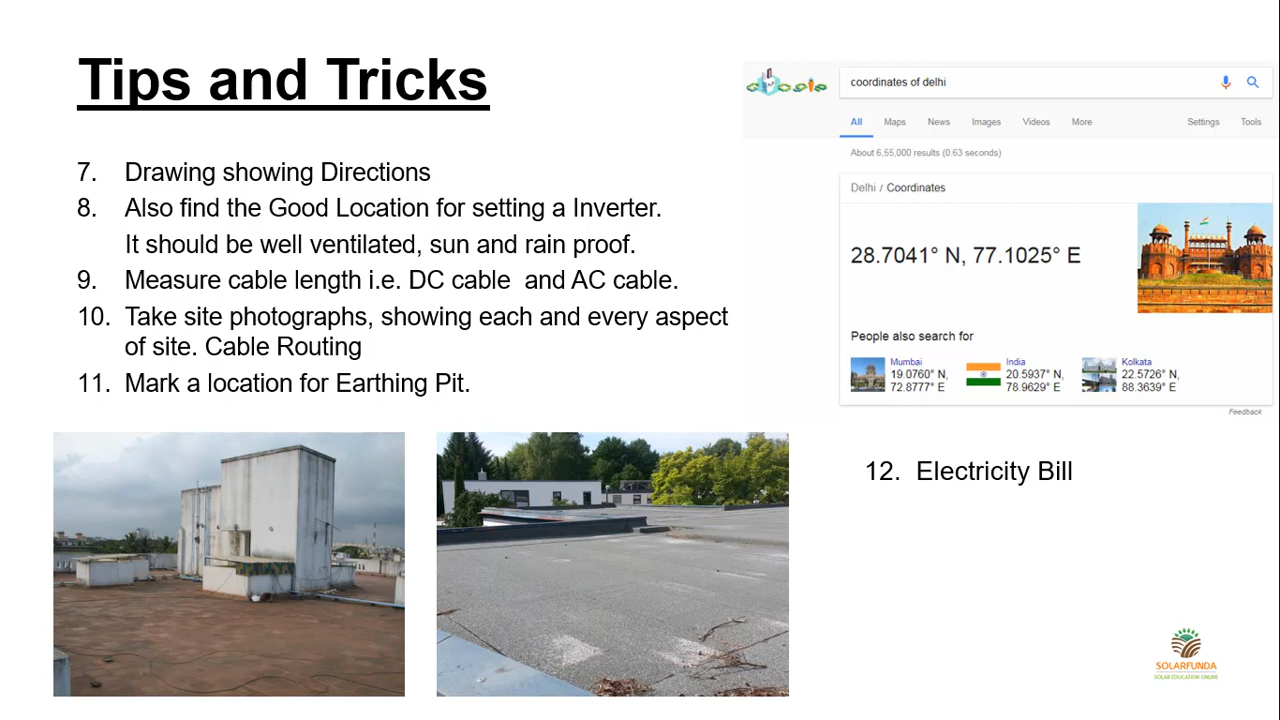 Tips and Tricks
7. Drawing showing Directions
8. Also find the Good Location for setting a Inverter.
It should be well ventilated, sun and rain proof.
9. Measure cable length i.e. DC cable and AC cable.
10. Take site photographs, showing each and every aspect
of site. Cable Routing
11. Mark a location for Earthing Pit.
coordinates of delhi
All Maps News Images Videos More Settings Tools
About 6,55,000 results (0.63 seconds)
Delhi / Coordinates
28.7041° N, 77.1025° E
People also search for
Mumbai
19.0760° N,
72.8777° E
India
20.5937° N,
78.9629° E
Kolkata
22.5726° N,
88.3639° E
Feedback
12. Electricity Bill
SOLARFUNDA
SOLAR EDUCATION ONLINE